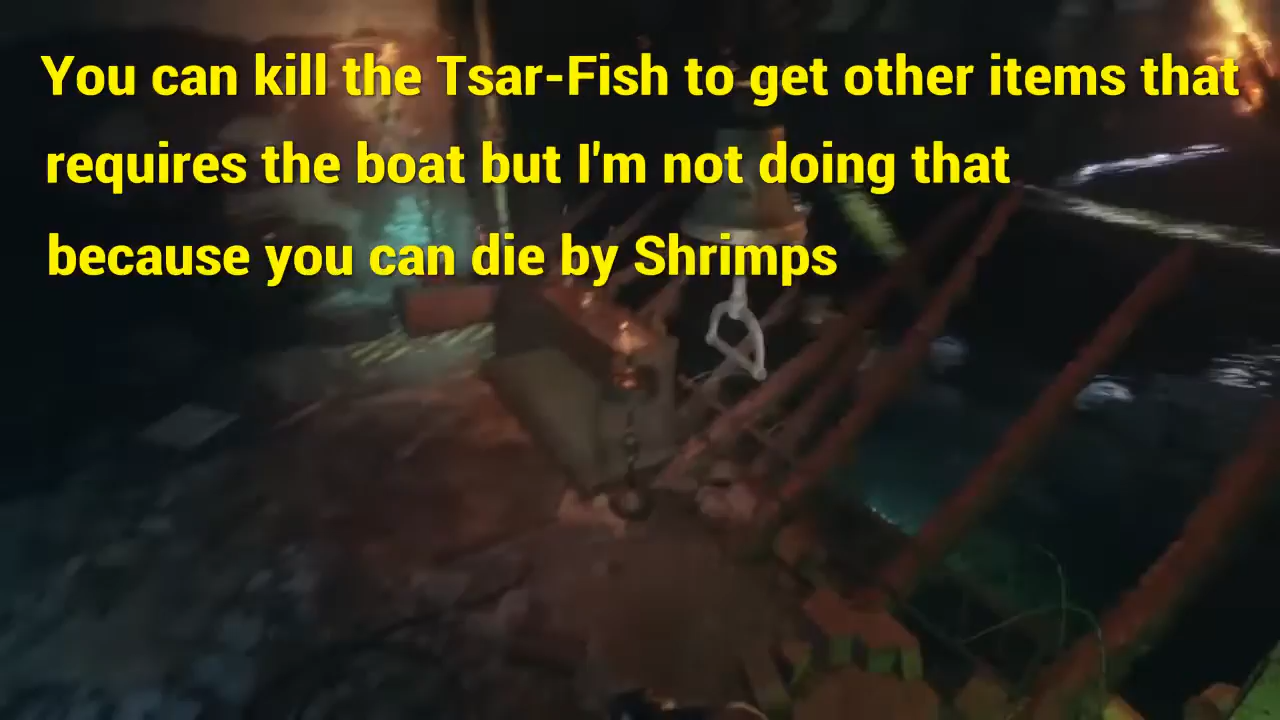 You can kill the Tsar-Fish to get other items that
requires the boat but I'm not doing that
because you can die by Shrimps